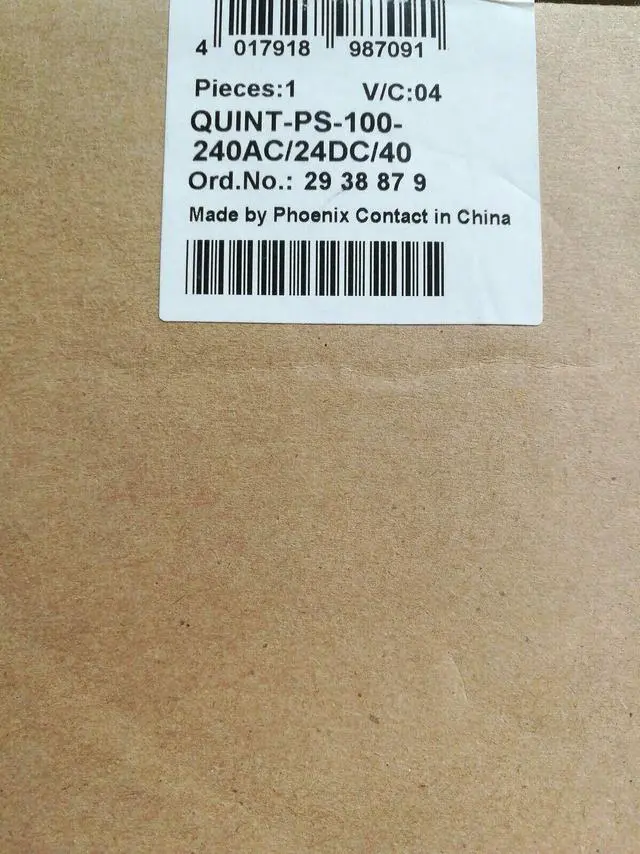 4 017918 987091
Pieces:1 V/C:04
QUINT-PS-100-
240AC/24DC/40
Ord.No.: 29 38 87 9
Made by Phoenix Contact in China